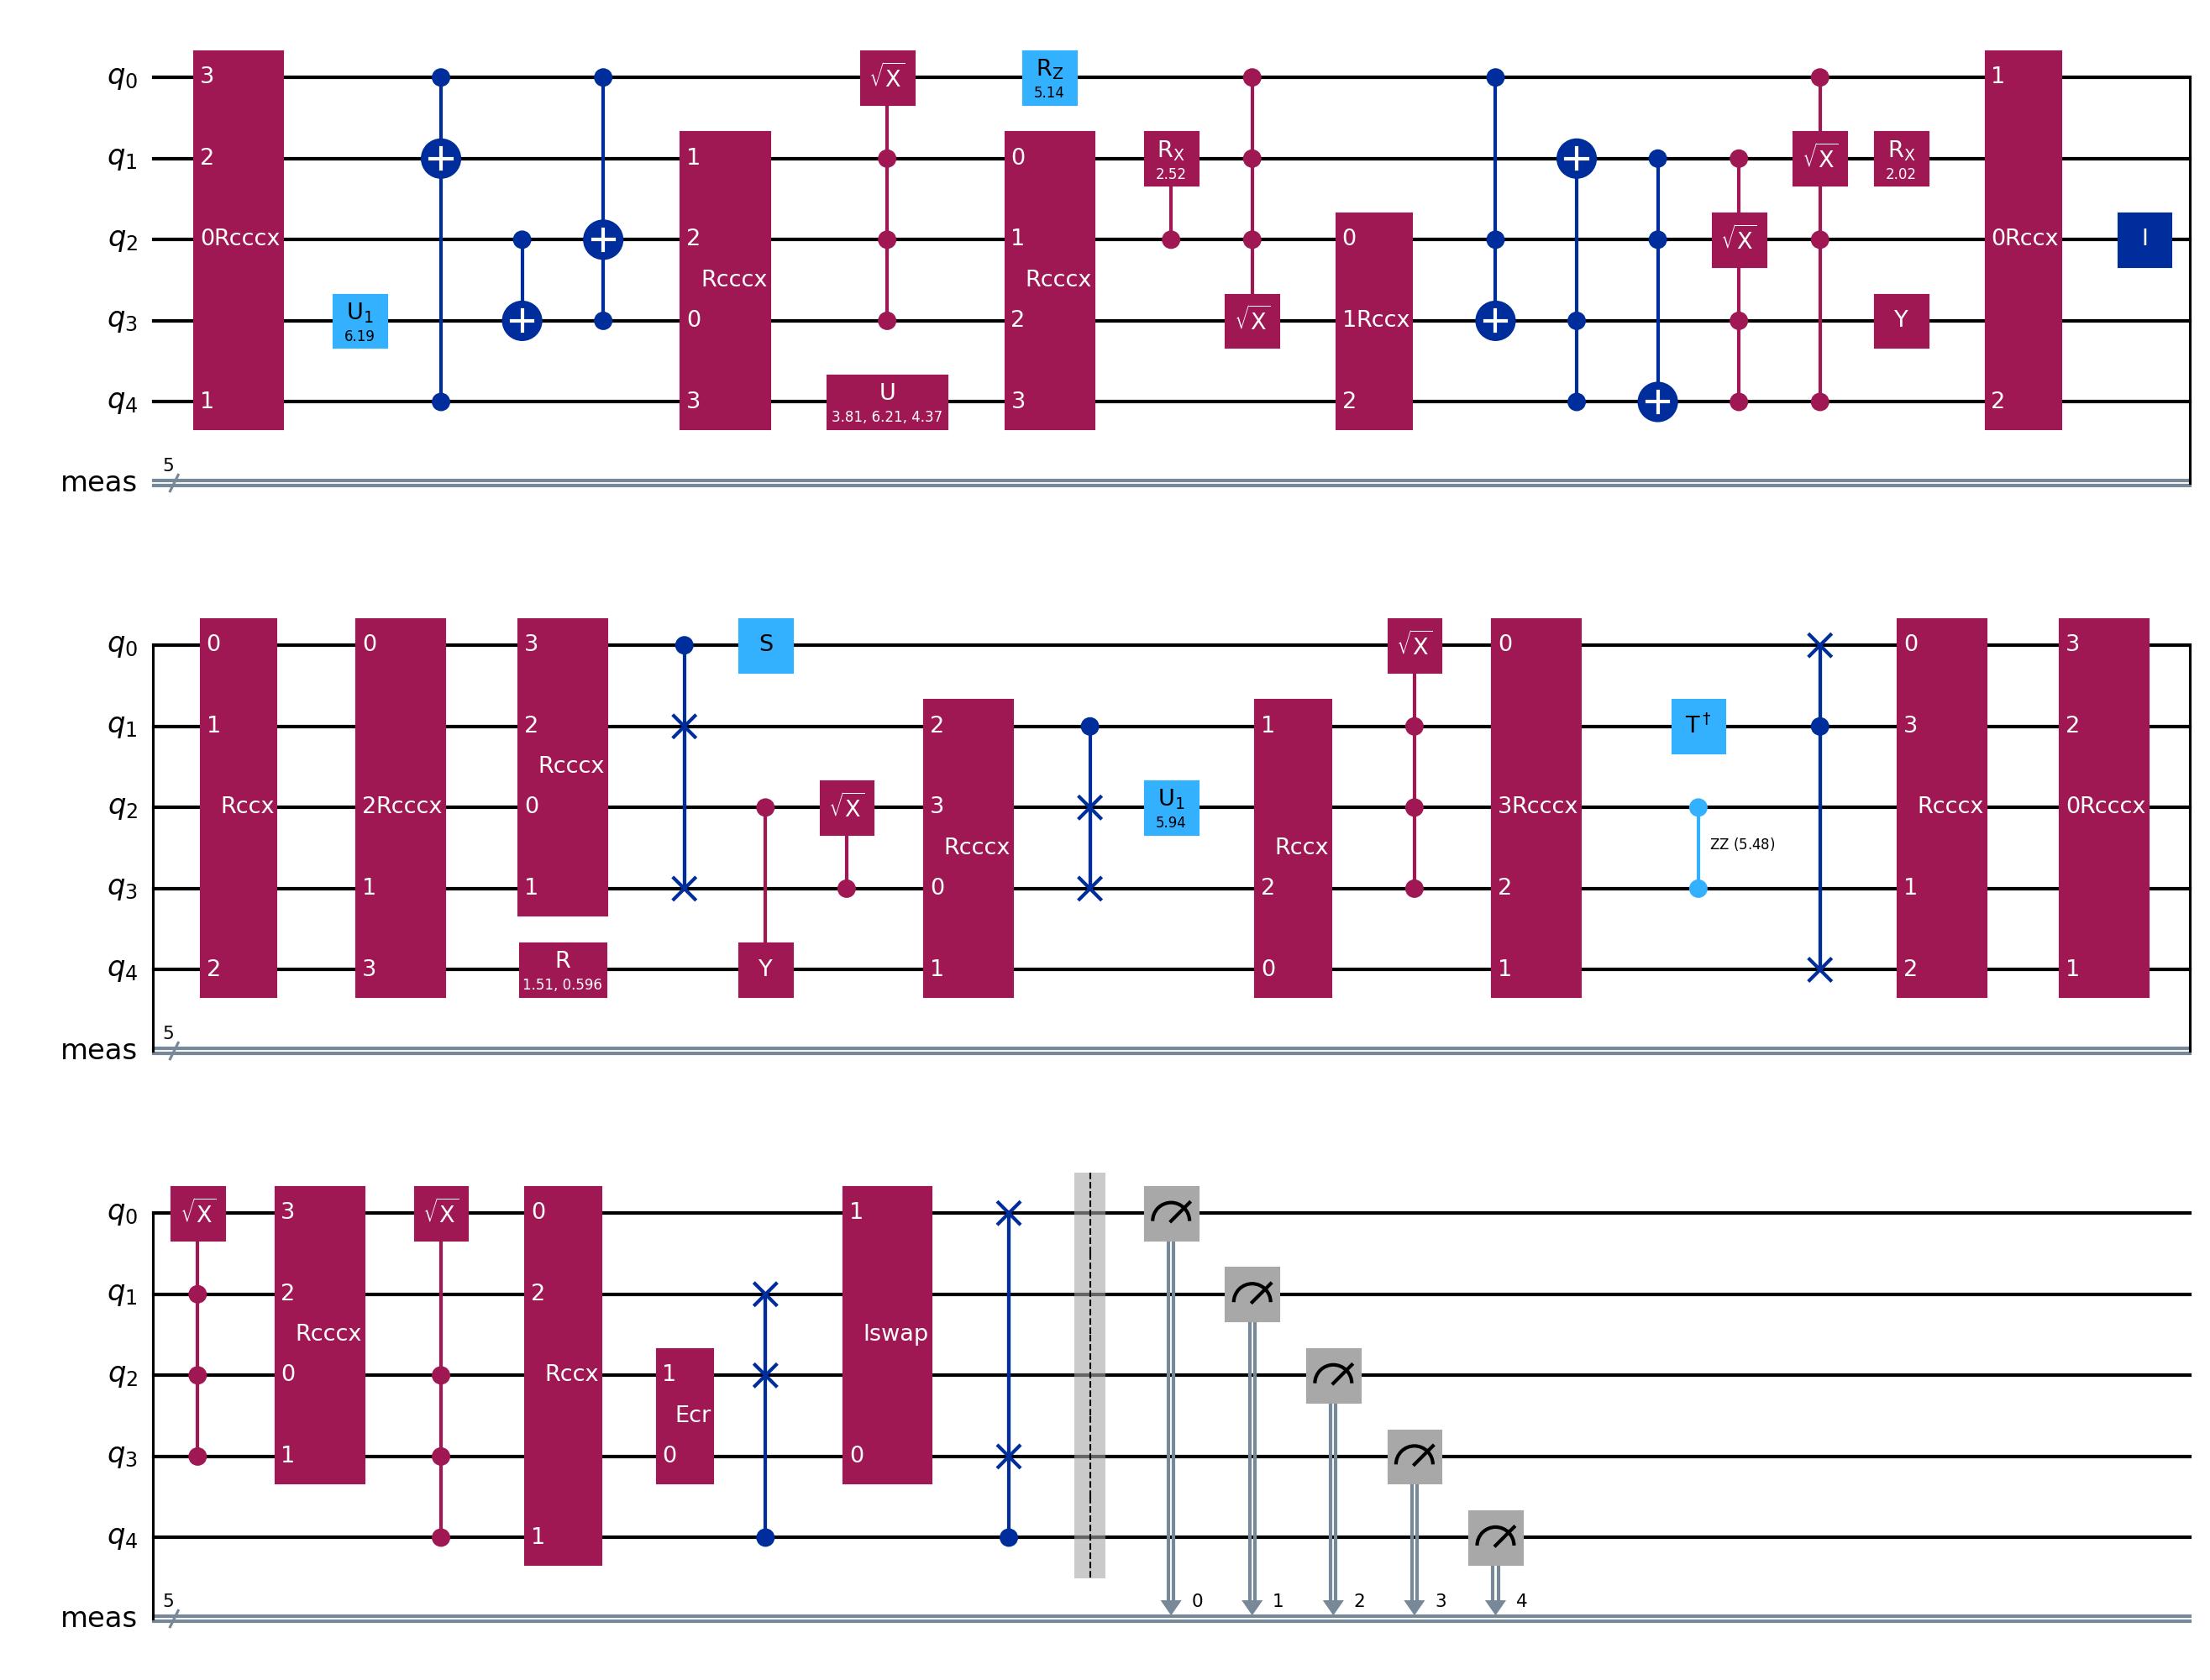 q0 3 √X RZ 1
5.14
q1 2 1 0 RX √X RX
2.52 2.02
q2 0Rcccx 2 1 0 √X 0Rccx I
Rcccx Rcccx
q3 U1 0 2 √X 1Rccx Y
6.19
q4 1 3 U 3 2 2
3.81, 6.21, 4.37
meas 5
q0 0 0 3 S √X 0 0 3
q1 1 2 2 1 T† 3 2
Rcccx
q2 Rccx 2Rcccx 0 √X 3 U1 3Rcccx Rcccx 0Rcccx
5.94
Rcccx Rccx ZZ (5.48)
q3 1 1 0 2 2 1
q4 2 3 R Y 1 0 1 2 1
1.51, 0.596
meas 5
q0 √X 3 √X 0 1
q1 2 2
Rcccx Iswap
q2 0 Rccx 1
Ecr
q3 1 0 0
q4 1
meas 5 0 1 2 3 4